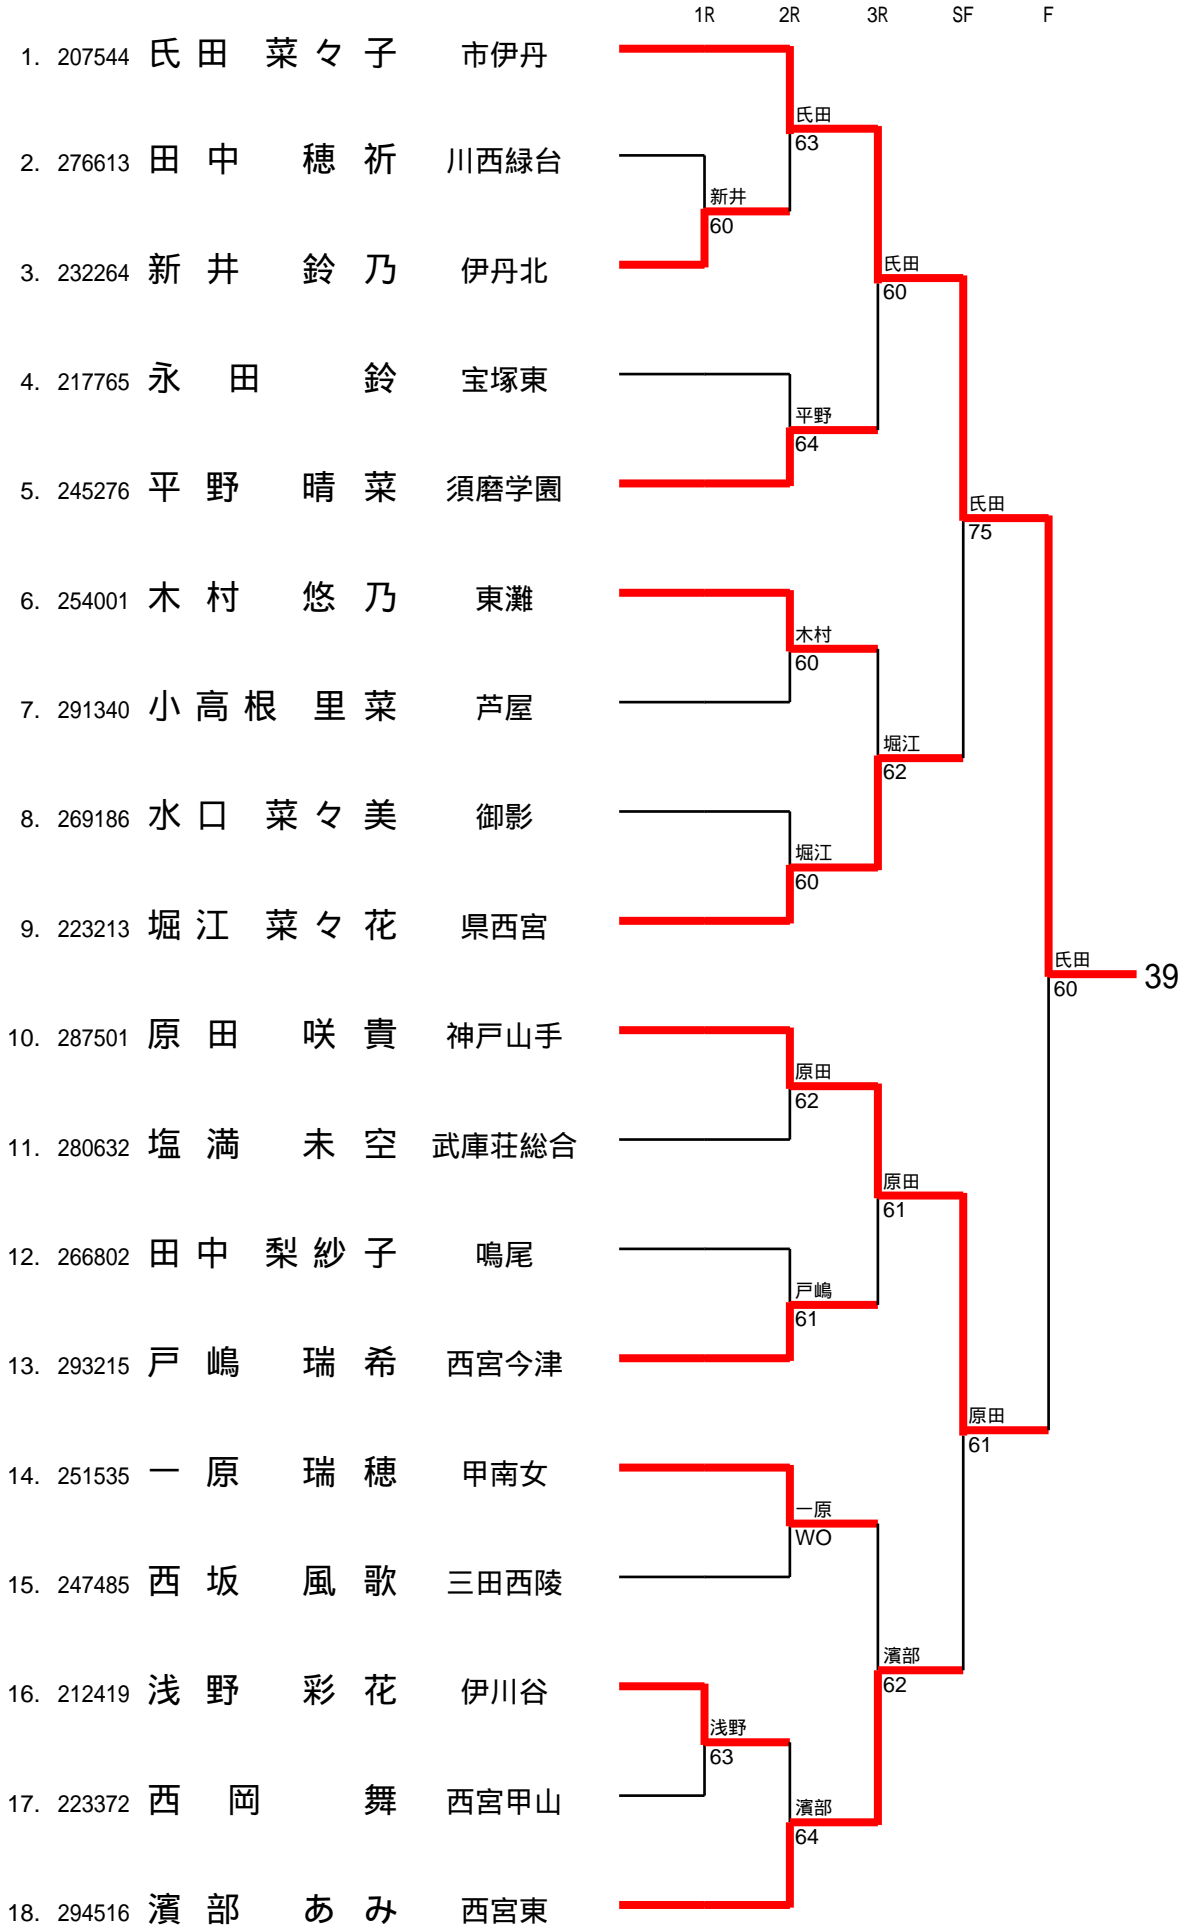 1R 2R 3R SF F
1. 207544 氏田 菜々子 市伊丹
氏田
63
2. 276613 田中 穂祈 川西緑台
新井
60
3. 232264 新井 鈴乃 伊丹北
氏田
60
4. 217765 永田 鈴 宝塚東
平野
64
5. 245276 平野 晴菜 須磨学園
氏田
75
6. 254001 木村 悠乃 東灘
木村
60
7. 291340 小高根 里菜 芦屋
堀江
62
8. 269186 水口 菜々美 御影
堀江
60
9. 223213 堀江 菜々花 県西宮
氏田
60
39
10. 287501 原田 咲貴 神戸山手
原田
62
11. 280632 塩満 未空 武庫荘総合
原田
61
12. 266802 田中 梨紗子 鳴尾
戸嶋
61
13. 293215 戸嶋 瑞希 西宮今津
原田
61
14. 251535 一原 瑞穂 甲南女
一原
WO
15. 247485 西坂 風歌 三田西陵
濱部
62
16. 212419 浅野 彩花 伊川谷
浅野
63
17. 223372 西岡 舞 西宮甲山
濱部
64
18. 294516 濱部 あみ 西宮東